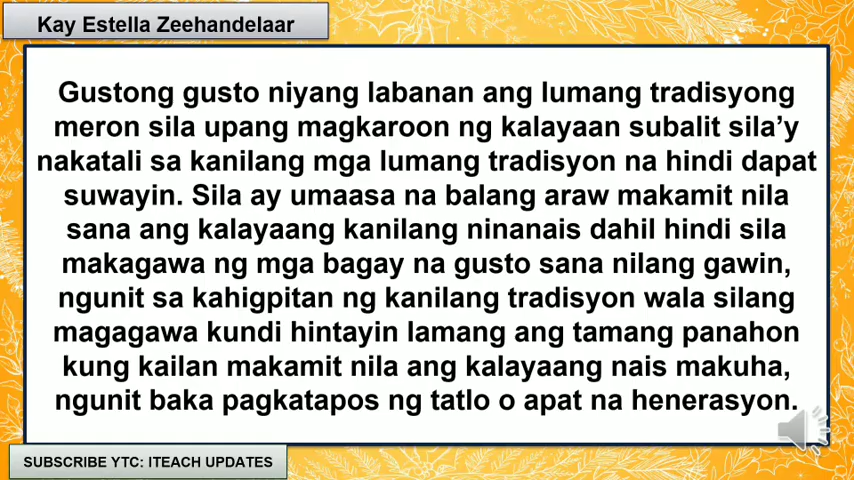 Kay Estella Zeehandelaar
Gustong gusto niyang labanan ang lumang tradisyong
meron sila upang magkaroon ng kalayaan subalit sila’y
nakatali sa kanilang mga lumang tradisyon na hindi dapat
suwayin. Sila ay umaasa na balang araw makamit nila
sana ang kalayaang kanilang ninanais dahil hindi sila
makagawa ng mga bagay na gusto sana nilang gawin,
ngunit sa kahigpitan ng kanilang tradisyon wala silang
magagawa kundi hintayin lamang ang tamang panahon
kung kailan makamit nila ang kalayaang nais makuha,
ngunit baka pagkatapos ng tatlo o apat na henerasyon.
SUBSCRIBE YTC: ITEACH UPDATES